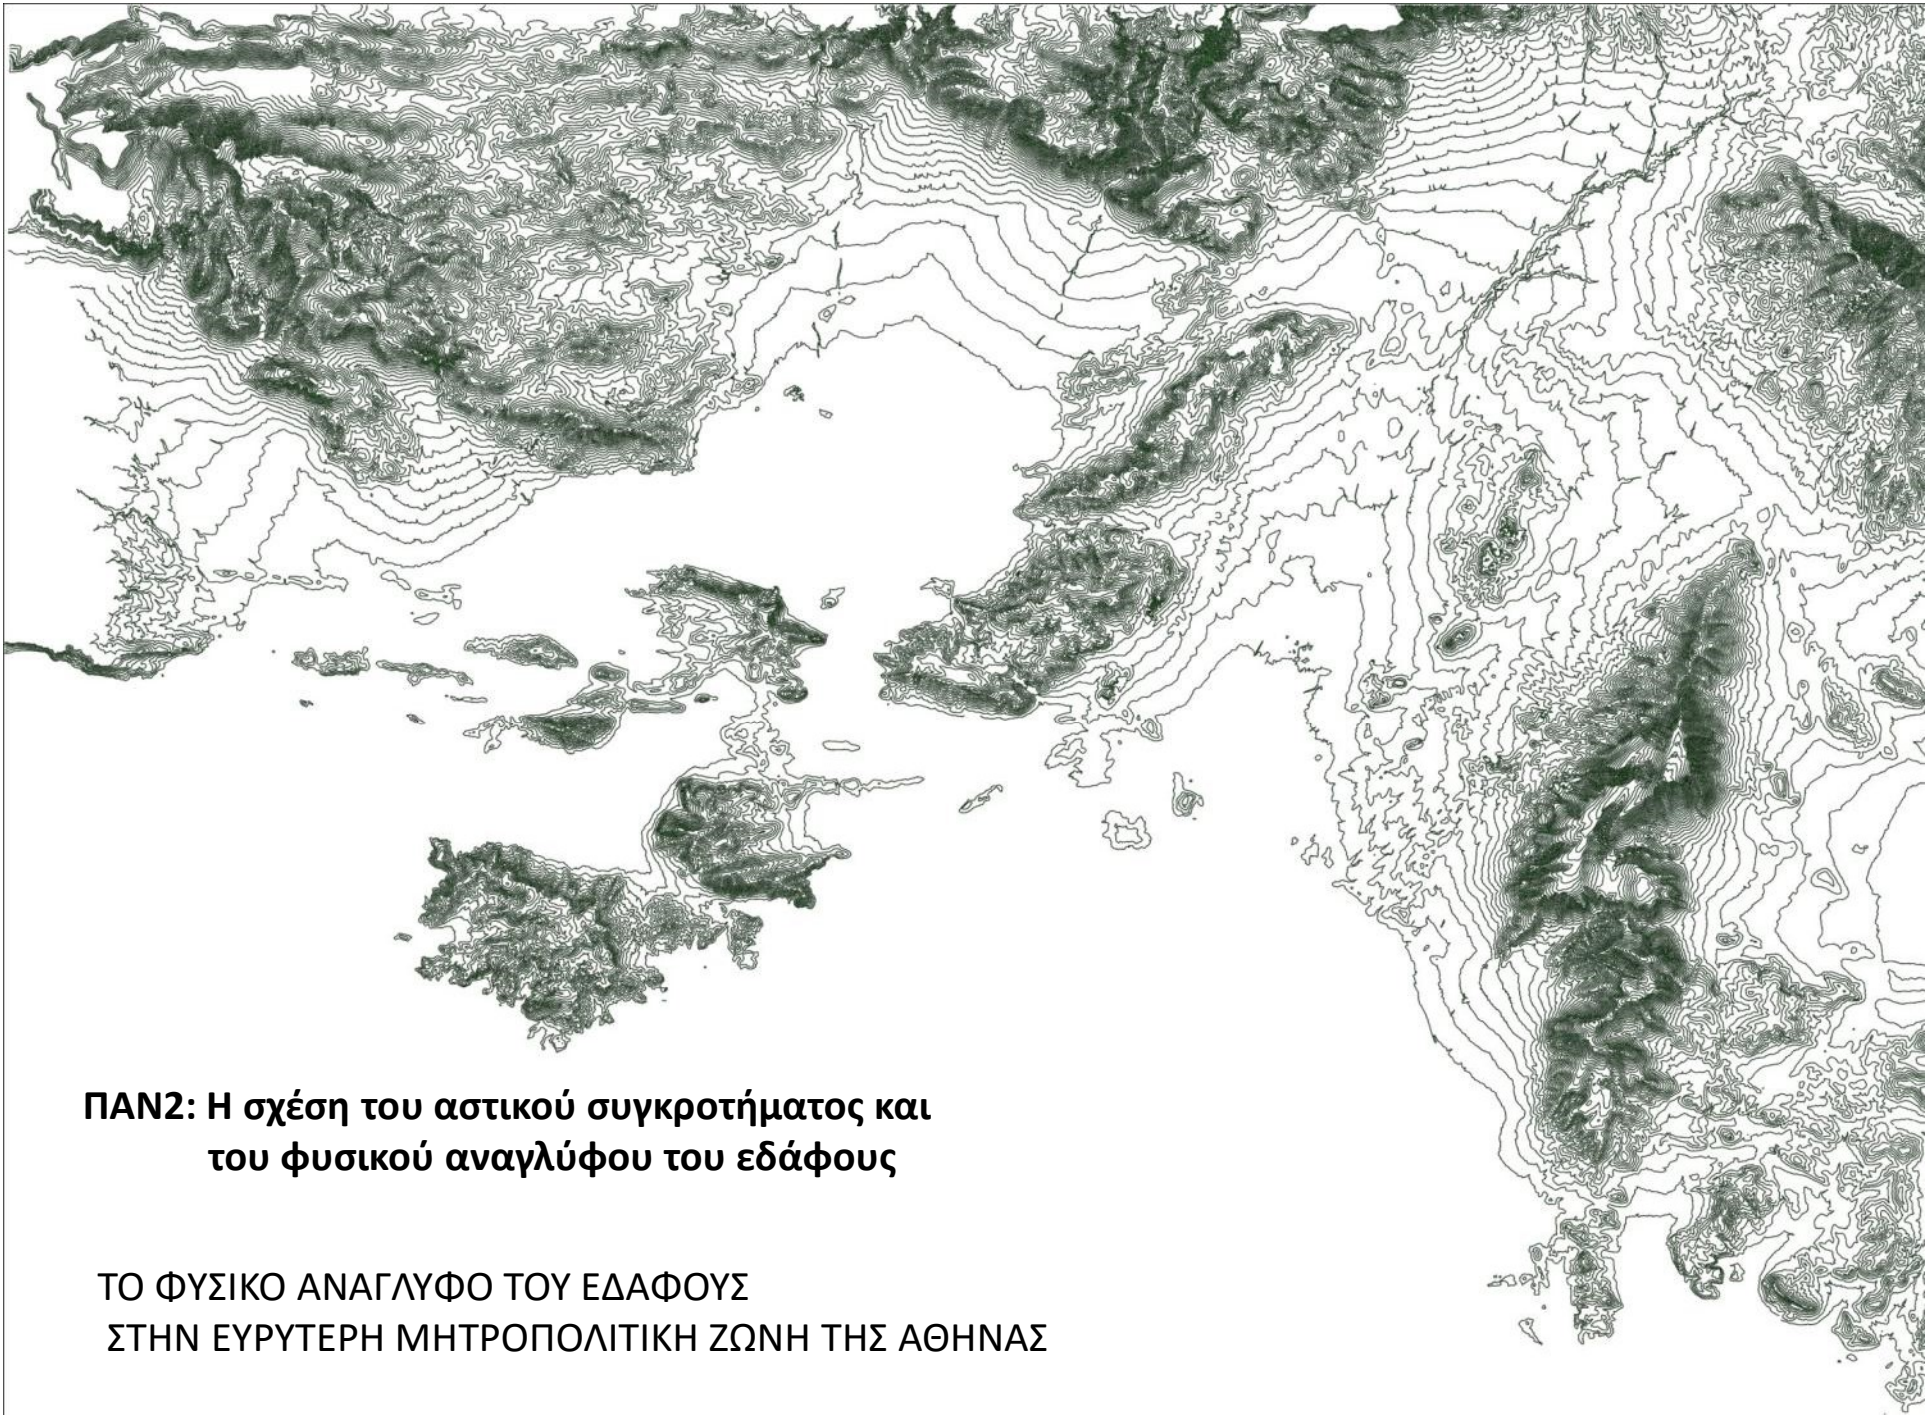 ΠΑΝ2: Η σχέση του αστικού συγκροτήματος και
του φυσικού αναγλύφου του εδάφους
ΤΟ ΦΥΣΙΚΟ ΑΝΑΓΛΥΦΟ ΤΟΥ ΕΔΑΦΟΥΣ
ΣΤΗΝ ΕΥΡΥΤΕΡΗ ΜΗΤΡΟΠΟΛΙΤΙΚΗ ΖΩΝΗ ΤΗΣ ΑΘΗΝΑΣ